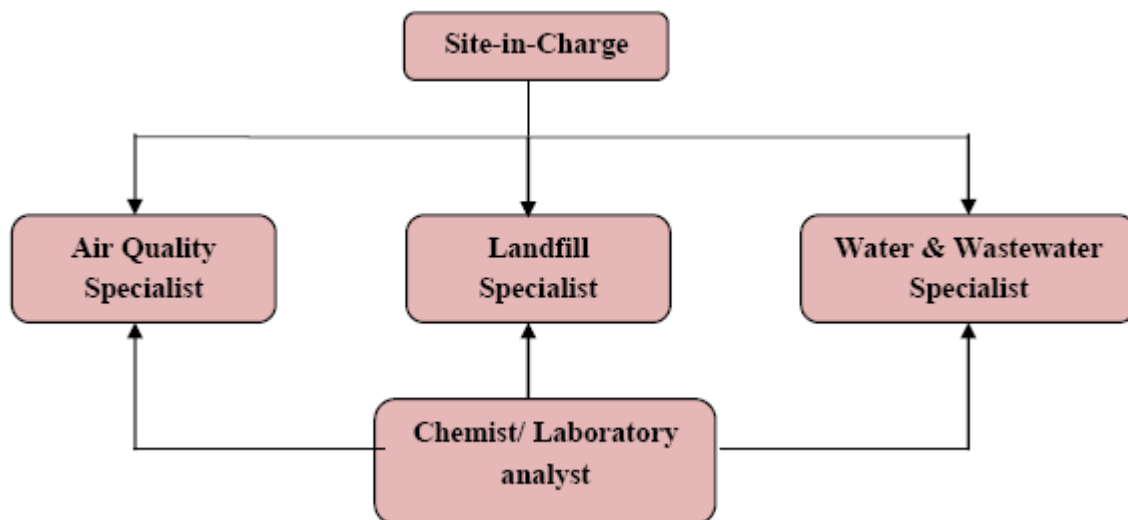 Site-in-Charge
Air Quality
Specialist
Landfill
Specialist
Water & Wastewater
Specialist
Chemist/ Laboratory
analyst